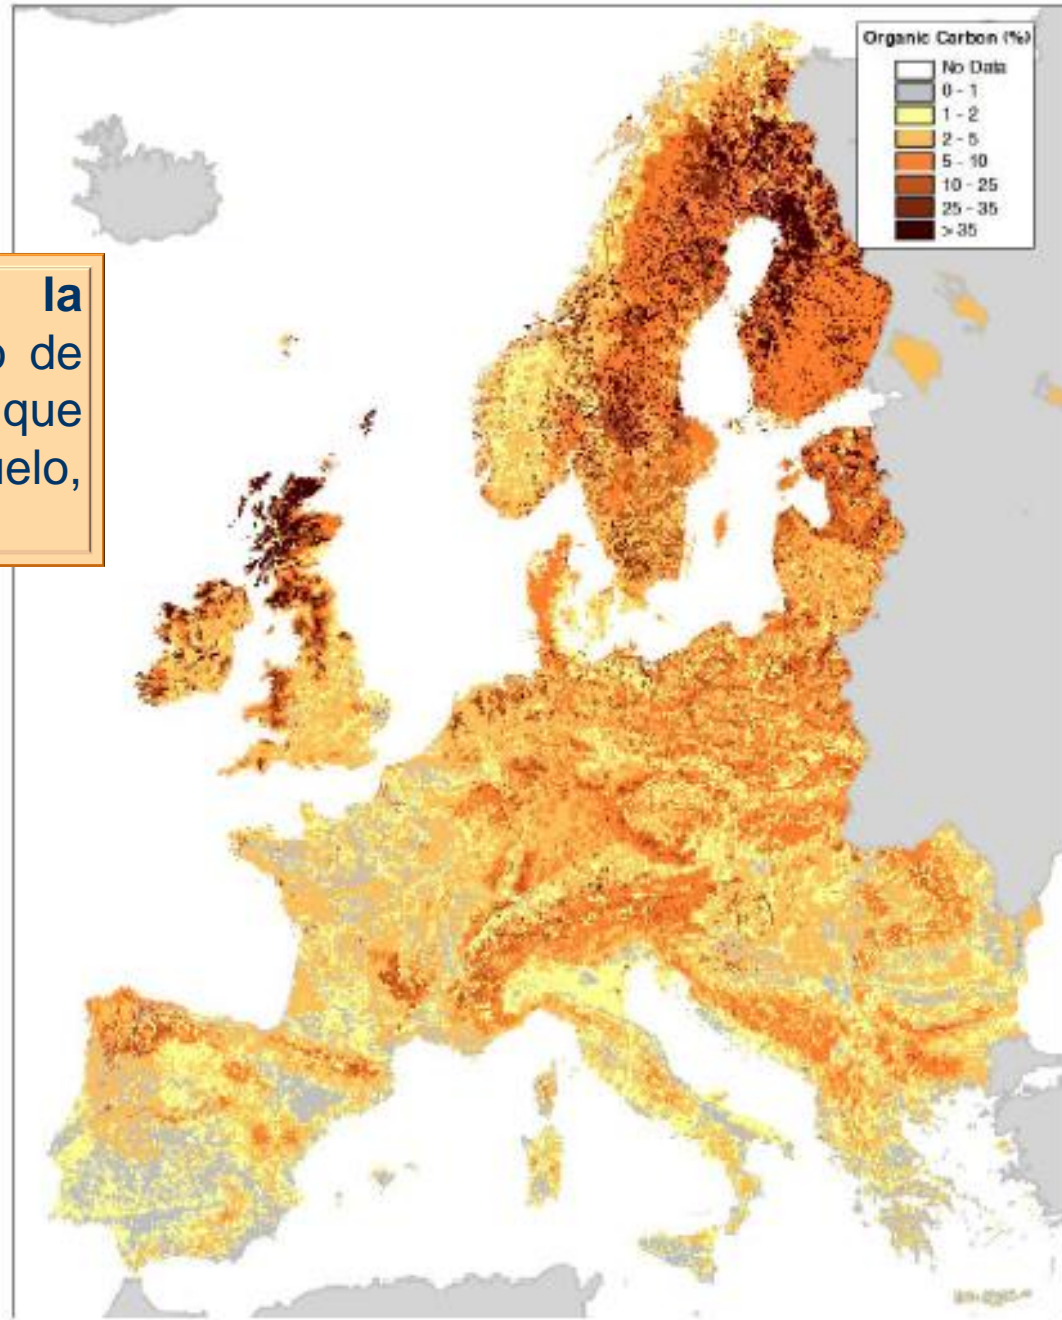 la
o de
que
uelo,
Organic Carbon (%)
No Data
0 - 1
1 - 2
2 - 5
5 - 10
10 - 25
25 - 35
> 35